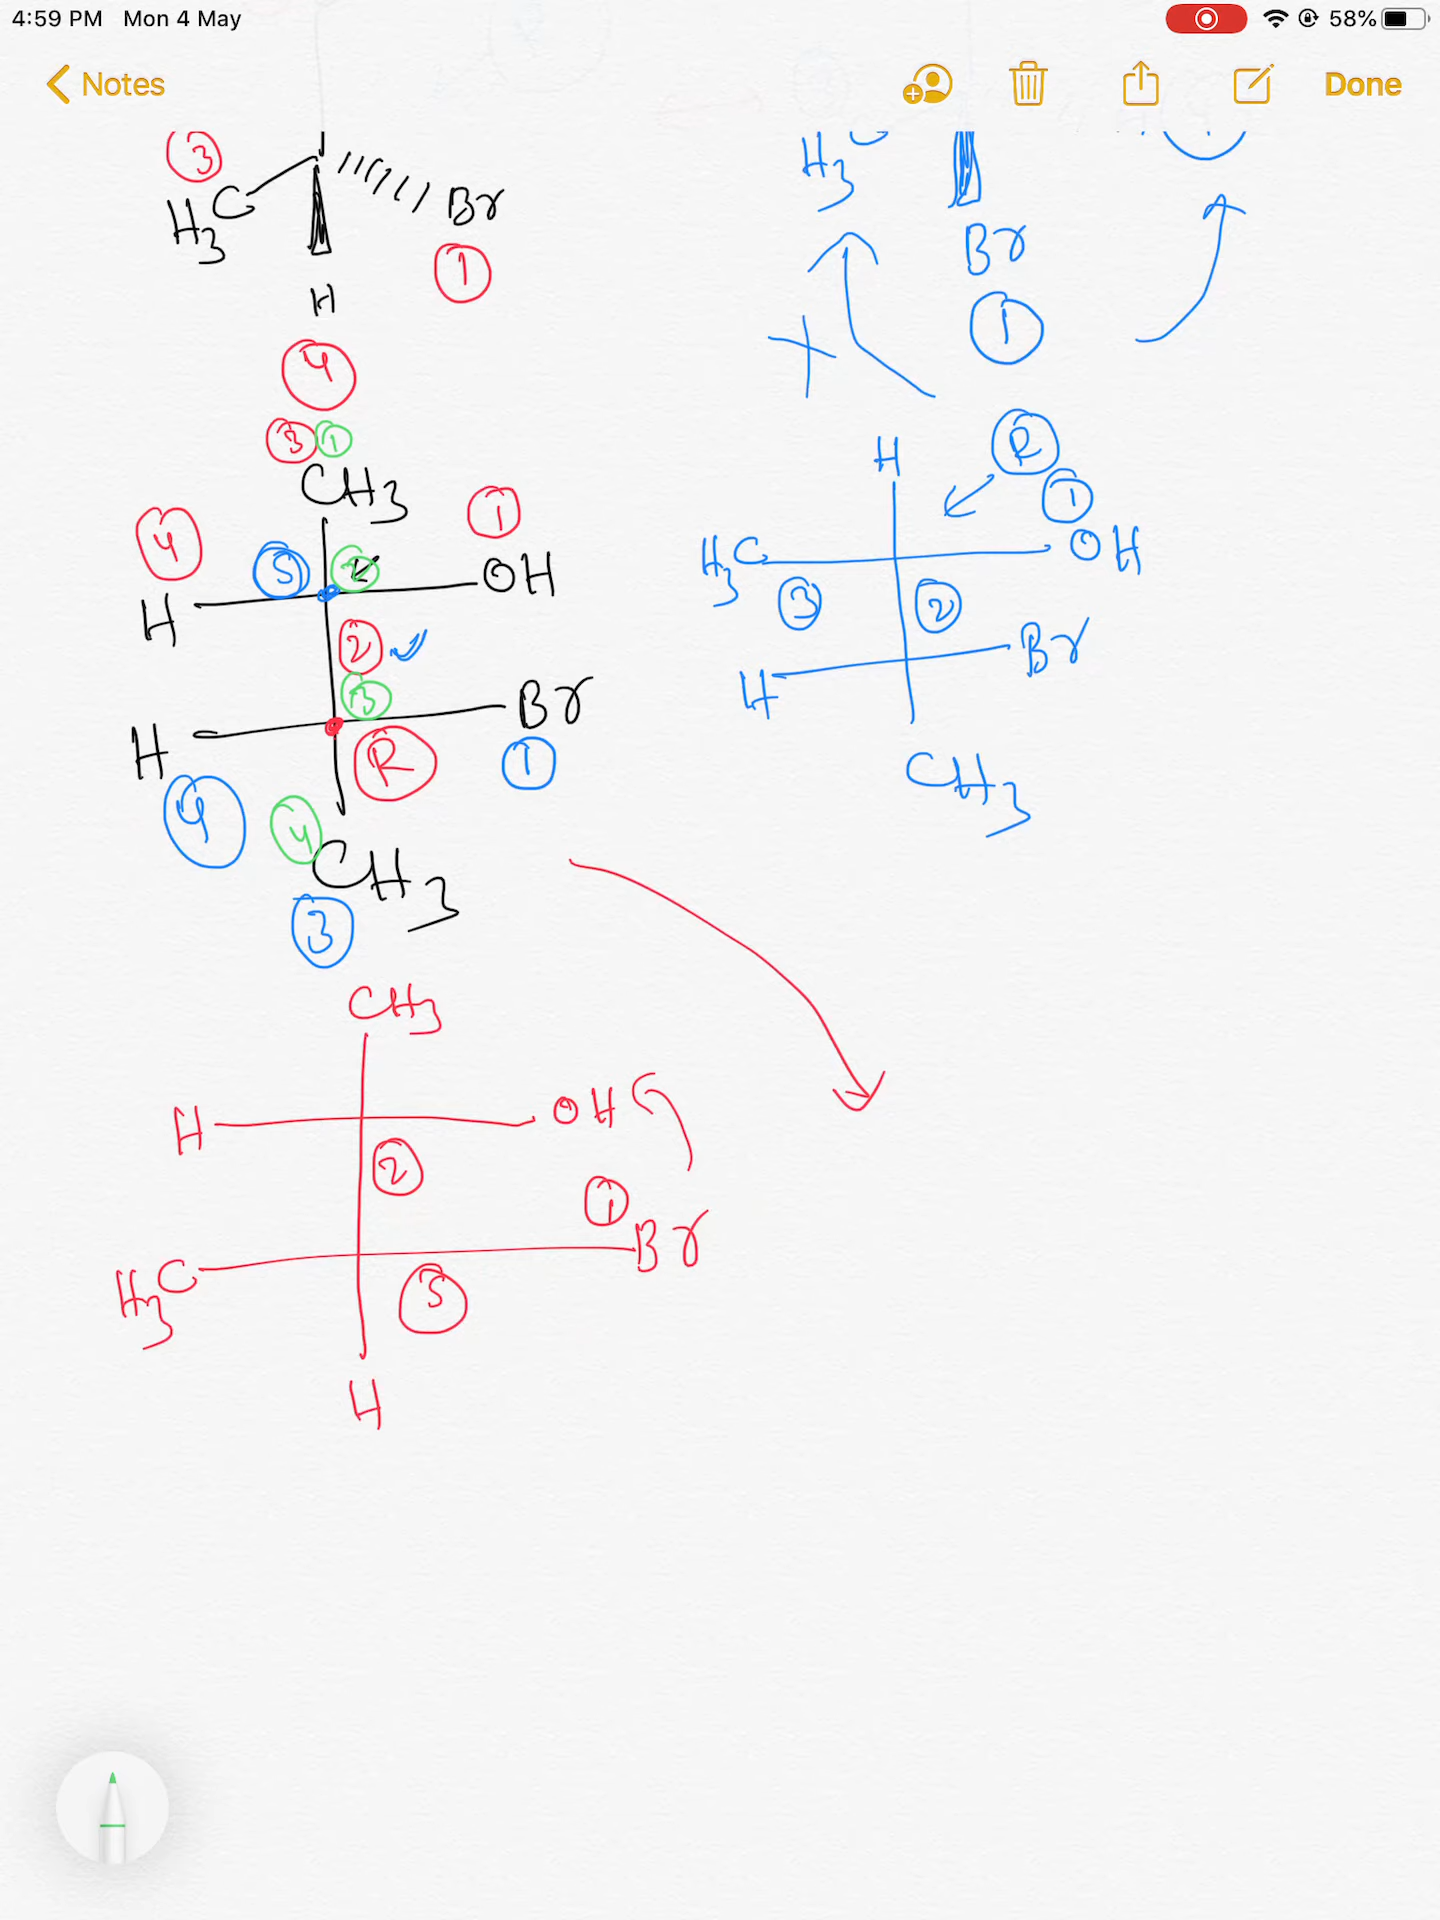 4:59 PM Mon 4 May 58%
Notes Done
3
H3C Br
1
H
4
H3C
Br
1
3 1
CH3
4 1
S 2
H OH
2
3
H Br
R 1
4 4
CH3
3
H R
1
H3C OH
3 2
H Br
CH3
CH3
H OH
2
1
H3C Br
S
H